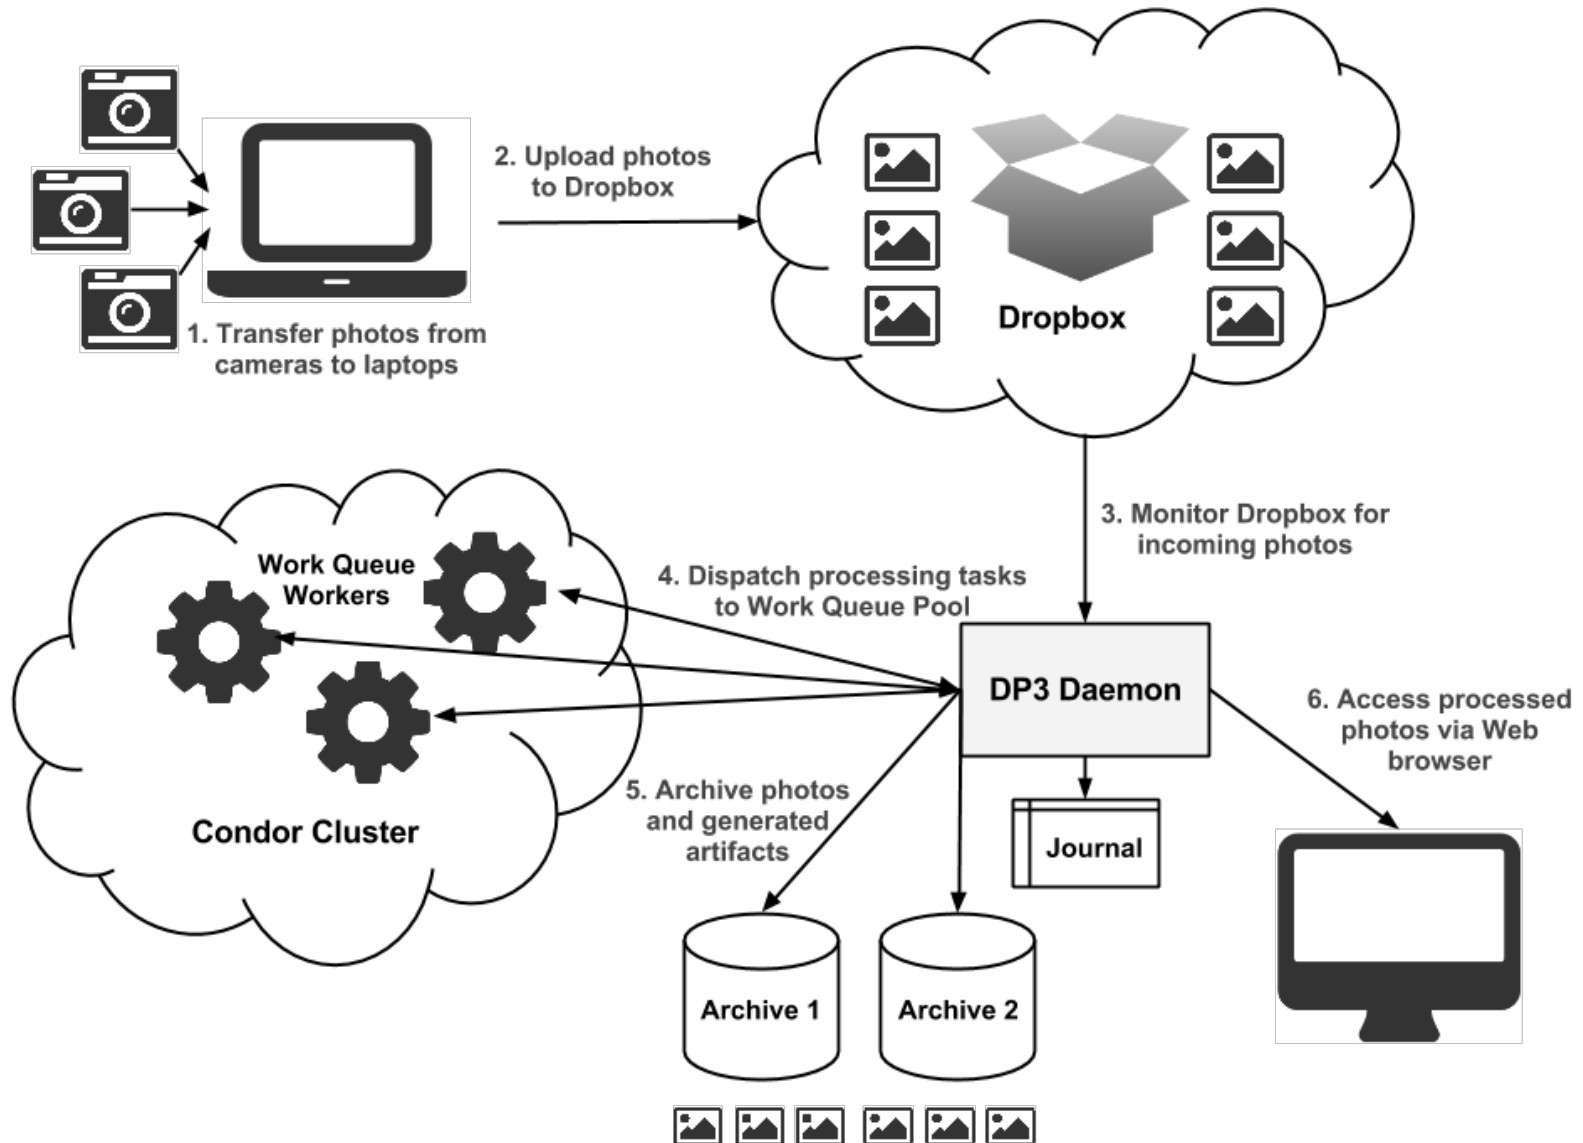 2. Upload photos
to Dropbox
Dropbox
1. Transfer photos from
cameras to laptops
3. Monitor Dropbox for
incoming photos
Work Queue
Workers
4. Dispatch processing tasks
to Work Queue Pool
DP3 Daemon
6. Access processed
photos via Web
browser
5. Archive photos
and generated
artifacts
Condor Cluster
Journal
Archive 1
Archive 2